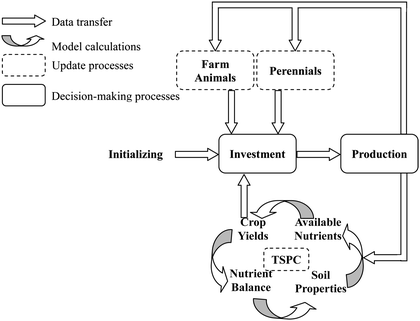 Data transfer
Model calculations
Update processes
Decision-making processes
Farm
Animals
Perennials
Initializing
Investment
Production
Crop
Yields
Available
Nutrients
TSPC
Nutrient
Balance
Soil
Properties